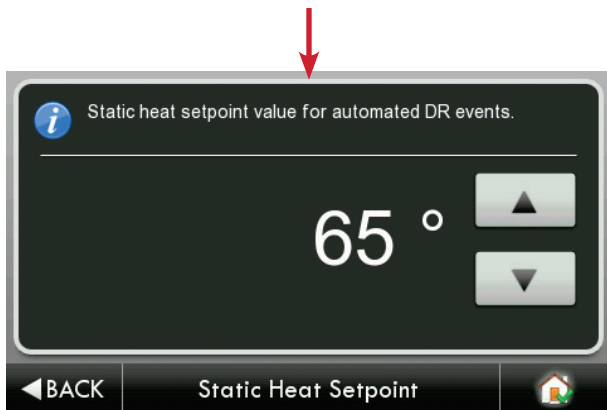 Static heat setpoint value for automated DR events.
65 °
BACK
Static Heat Setpoint